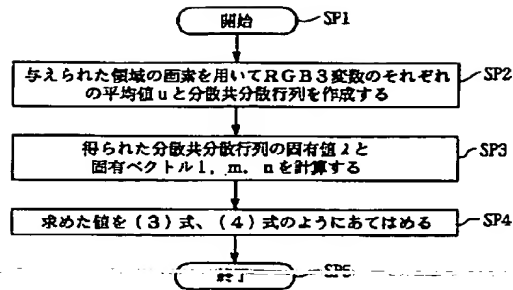 開始
SP1
与えられた領域の画素を用いてRGB3変数のそれぞれ
の平均値uと分散共分散行列を作成する
SP2
得られた分散共分散行列の固有値λと
固有ベクトルl, m, nを計算する
SP3
求めた値を(3)式、(4)式のようにあてはめる
SP4
終了
SP5